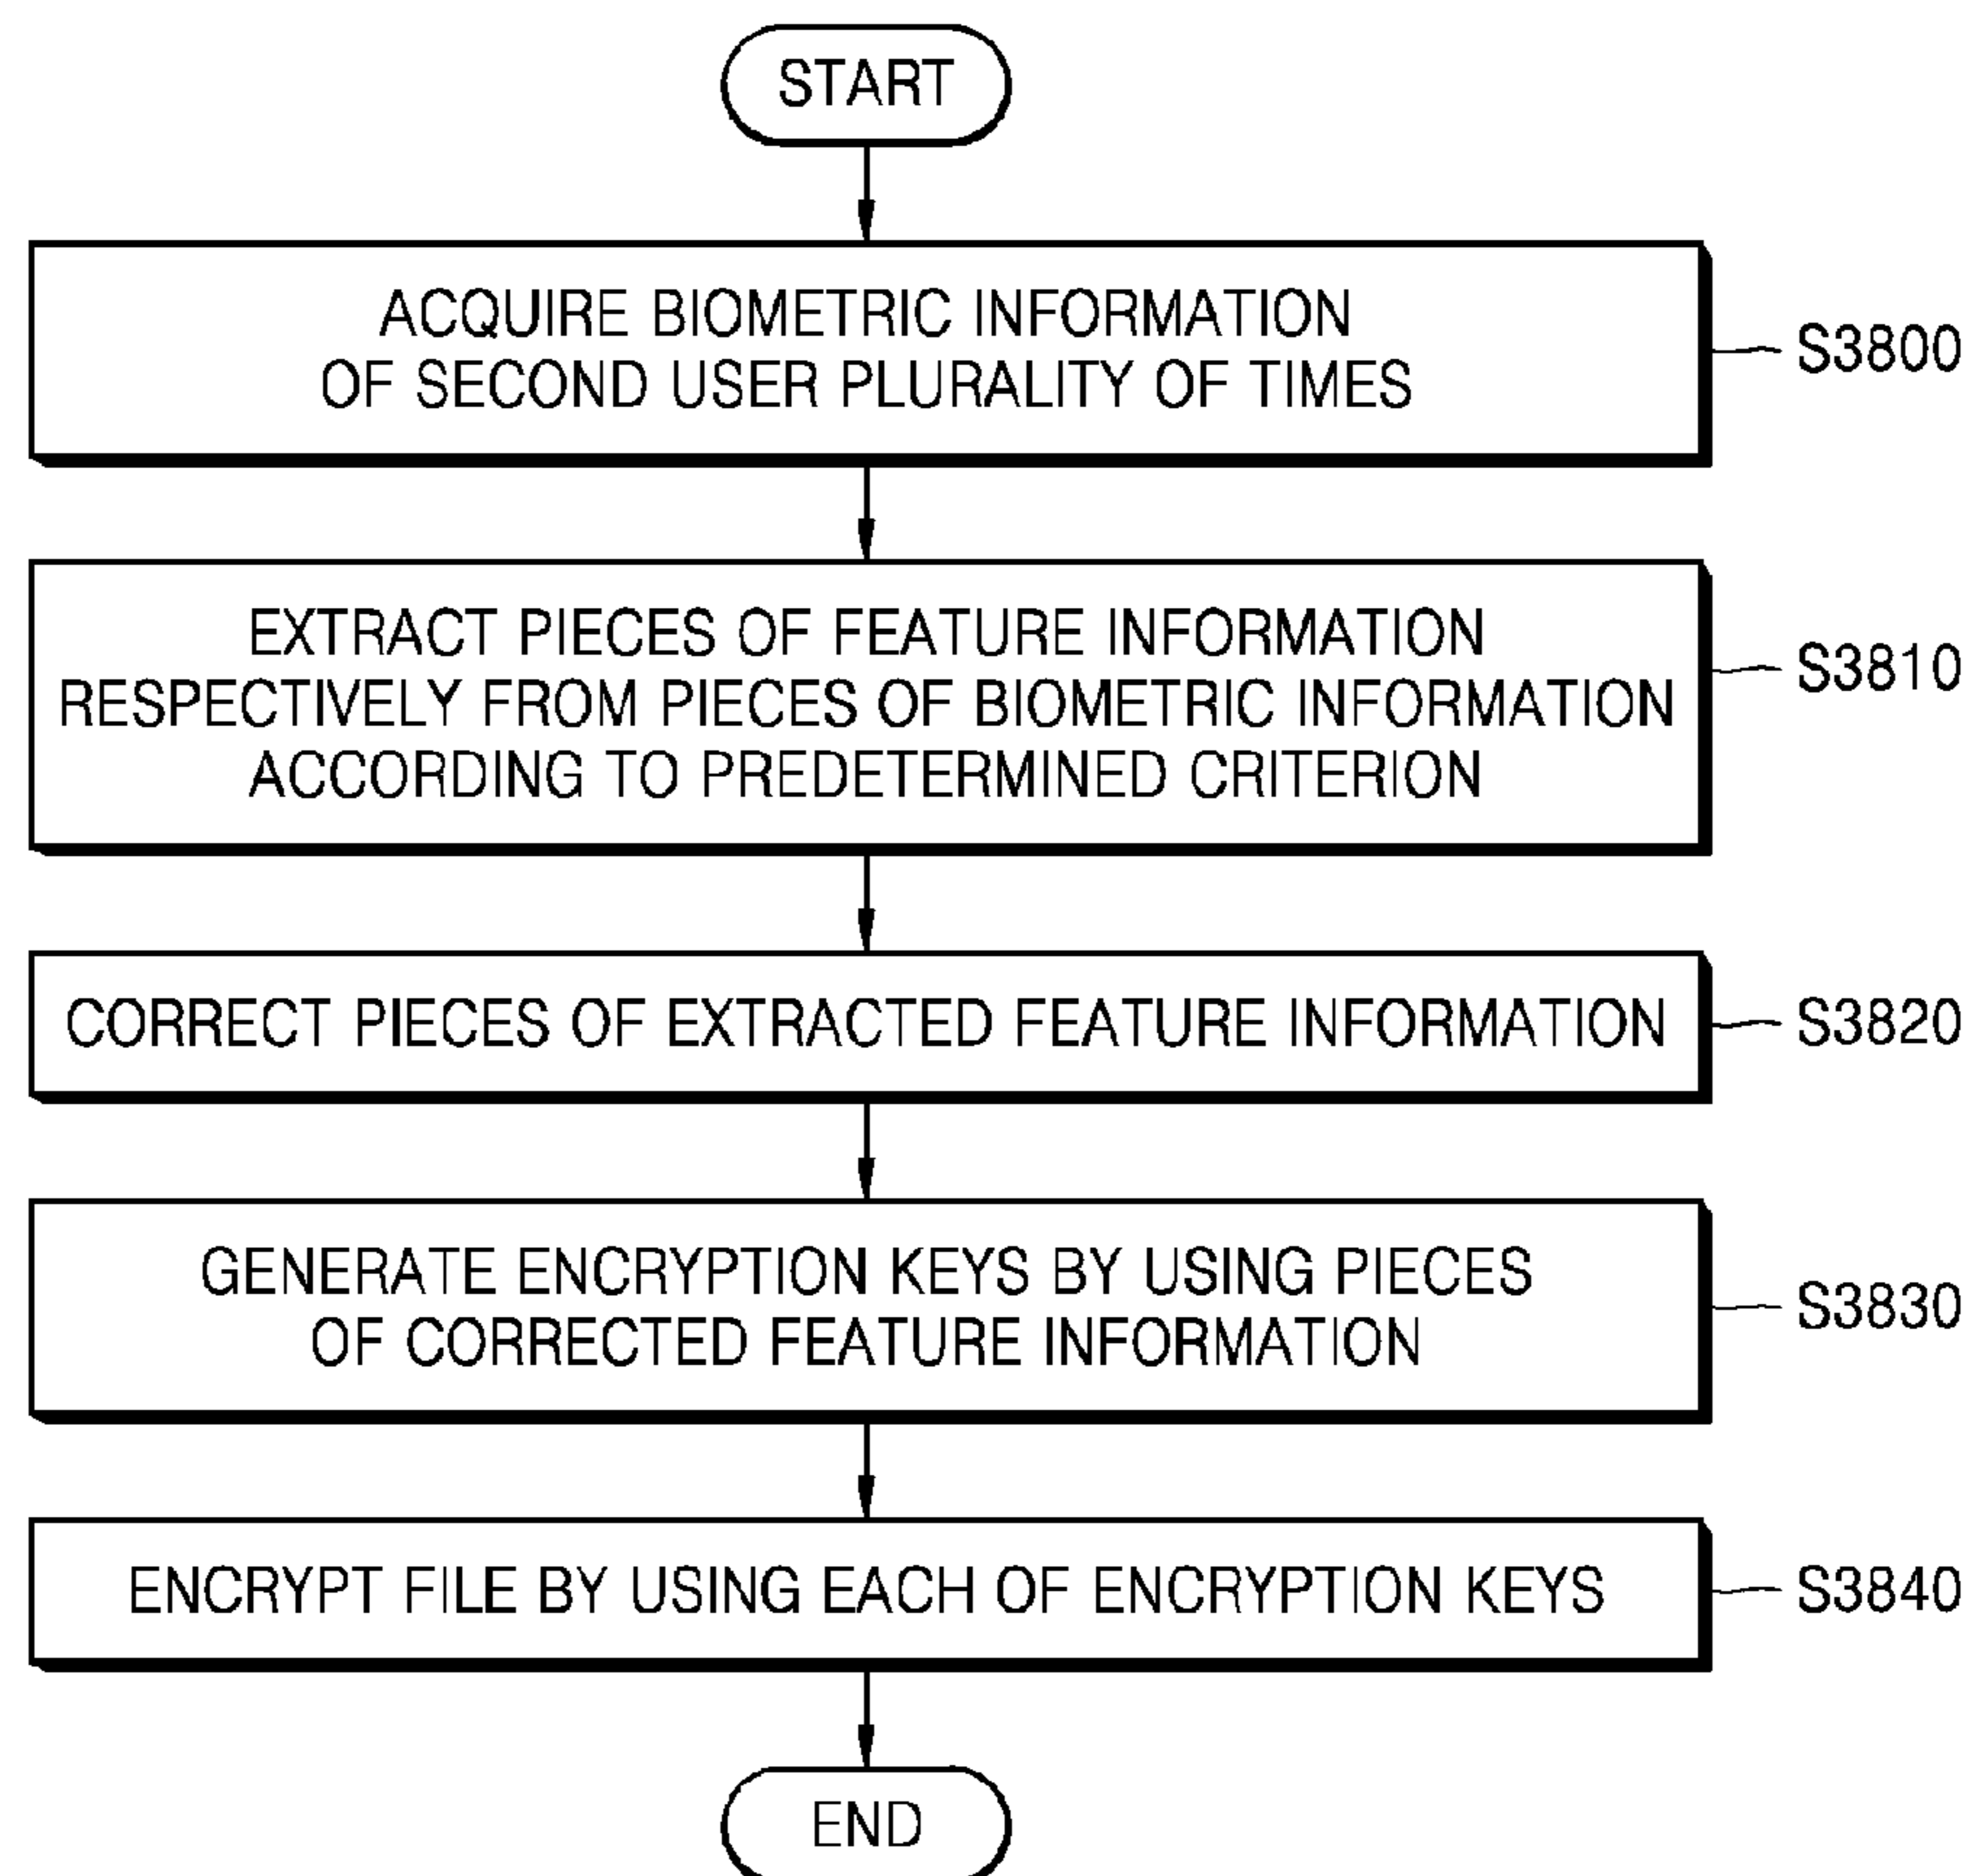 START
ACQUIRE BIOMETRIC INFORMATION
OF SECOND USER PLURALITY OF TIMES
S3800
EXTRACT PIECES OF FEATURE INFORMATION
RESPECTIVELY FROM PIECES OF BIOMETRIC INFORMATION
ACCORDING TO PREDETERMINED CRITERION
S3810
CORRECT PIECES OF EXTRACTED FEATURE INFORMATION
S3820
GENERATE ENCRYPTION KEYS BY USING PIECES
OF CORRECTED FEATURE INFORMATION
S3830
ENCRYPT FILE BY USING EACH OF ENCRYPTION KEYS
S3840
END